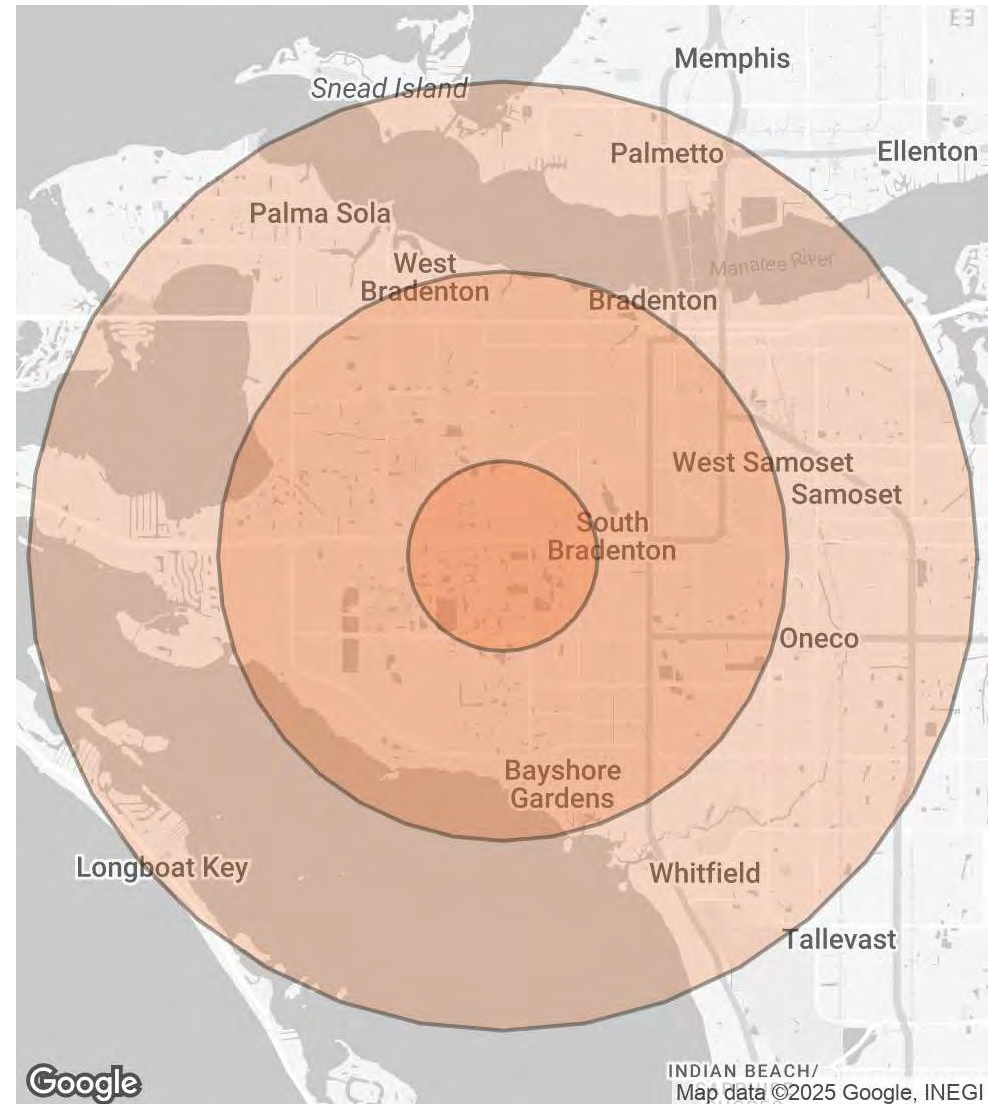 Memphis
Snead Island
Palmetto
Ellenton
Palma Sola
West
Bradenton
Manatee River
Bradenton
West Samoset
Samoset
South
Bradenton
Oneco
Bayshore
Gardens
Longboat Key
Whitfield
Tallevast
INDIAN BEACH/
Google
Map data ©2025 Google, INEGI